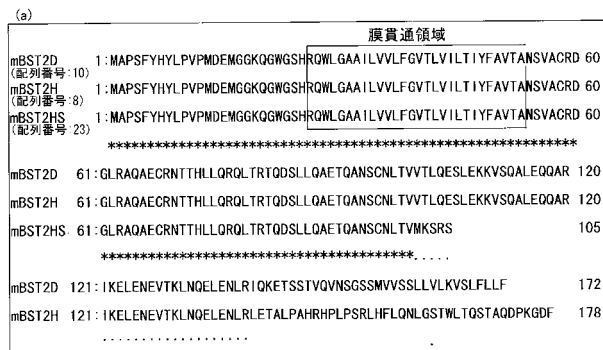 (a)
膜貫通領域
mBST2D 1:MAPSFYHYLPVPMDEMGGKQGWGSHRQWLGAAILVVLFGVTLVILTIYFAVTANSVACRD 60
(配列番号:10)
mBST2H 1:MAPSFYHYLPVPMDEMGGKQGWGSHRQWLGAAILVVLFGVTLVILTIYFAVTANSVACRD 60
(配列番号:8)
mBST2HS 1:MAPSFYHYLPVPMDEMGGKQGWGSHRQWLGAAILVVLFGVTLVILTIYFAVTANSVACRD 60
(配列番号:23)
************************************************************
mBST2D 61:GLRAQAECRNTTHLLQRQLTRTQDSLLQAETQANSCNLTVVTLQESLEKKVSQALEQQAR 120
mBST2H 61:GLRAQAECRNTTHLLQRQLTRTQDSLLQAETQANSCNLTVVTLQESLEKKVSQALEQQAR 120
mBST2HS 61:GLRAQAECRNTTHLLQRQLTRTQDSLLQAETQANSCNLTVMKSRS 105
****************************************.....
mBST2D 121:IKELENEVTKLNQELENLRIQKETSSTVQVNSGSSMVVSSLLVLKVSLFLLF 172
mBST2H 121:IKELENEVTKLNQELENLRLETALPAHRHPLPSRLHFLQNLGSTWLTQSTAQDPKGDF 178
................... .